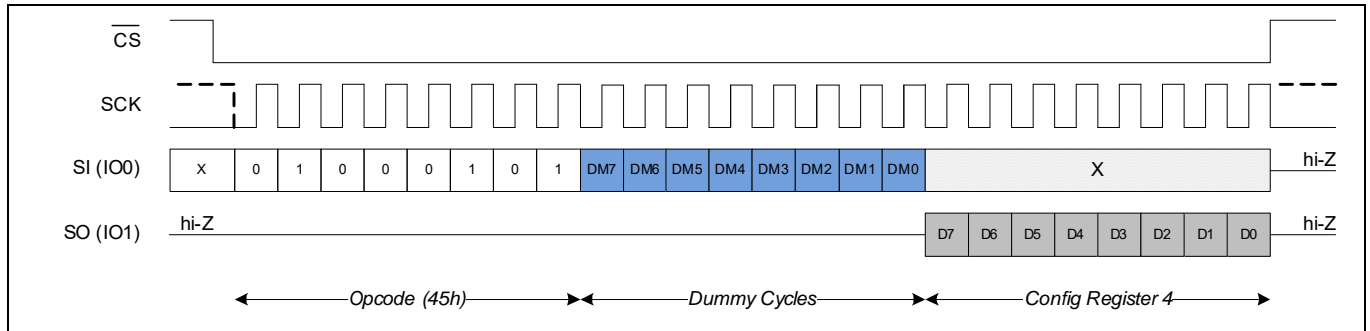 CS
SCK
SI (IO0) X 0 1 0 0 0 1 0 1 DM7 DM6 DM5 DM4 DM3 DM2 DM1 DM0 X hi-Z
SO (IO1) hi-Z D7 D6 D5 D4 D3 D2 D1 D0 hi-Z
Opcode (45h) Dummy Cycles Config Register 4